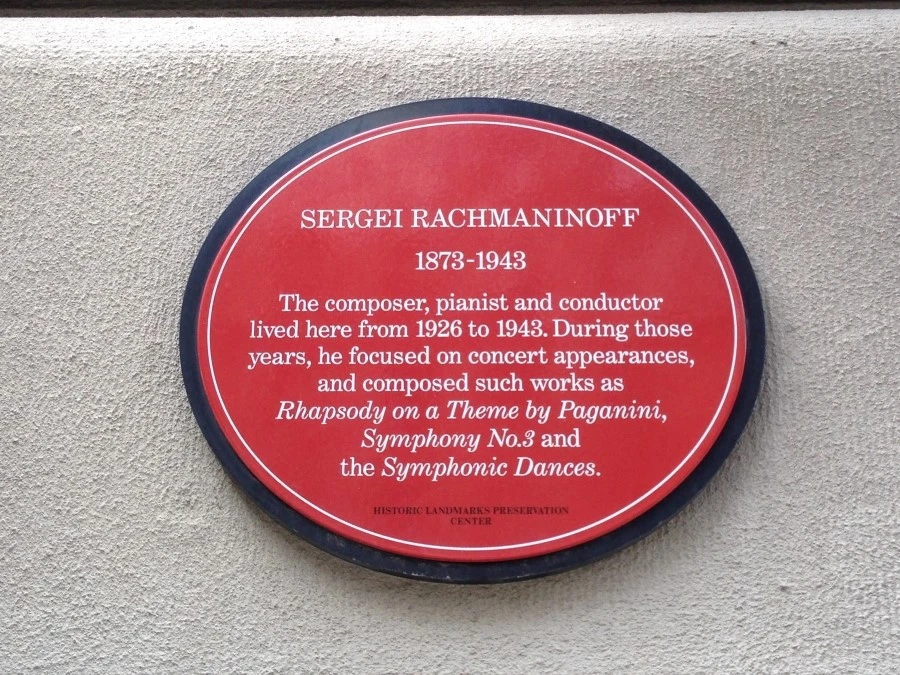 SERGEI RACHMANINOFF
1873-1943
The composer, pianist and conductor
lived here from 1926 to 1943. During those
years, he focused on concert appearances,
and composed such works as
Rhapsody on a Theme by Paganini,
Symphony No.3 and
the Symphonic Dances.
HISTORIC LANDMARKS PRESERVATION
CENTER